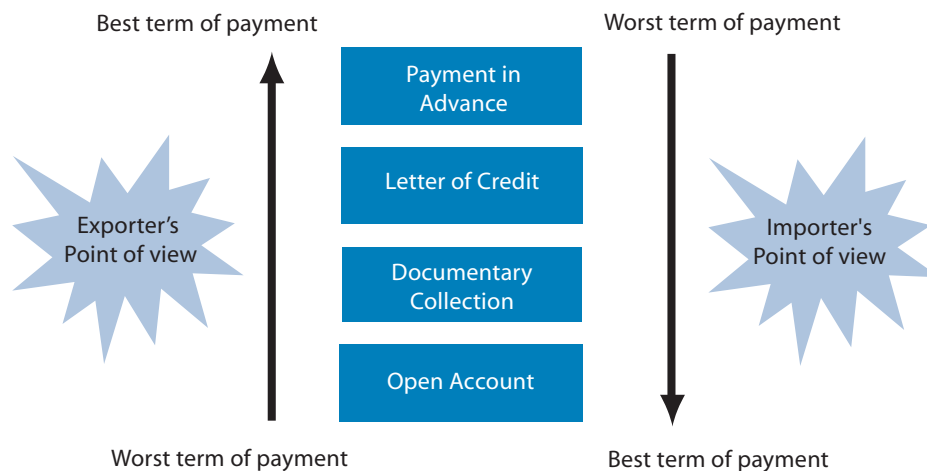 Best term of payment
Worst term of payment
Payment in
Advance
Letter of Credit
Exporter’s
Point of view
Importer's
Point of view
Documentary
Collection
Open Account
Worst term of payment
Best term of payment